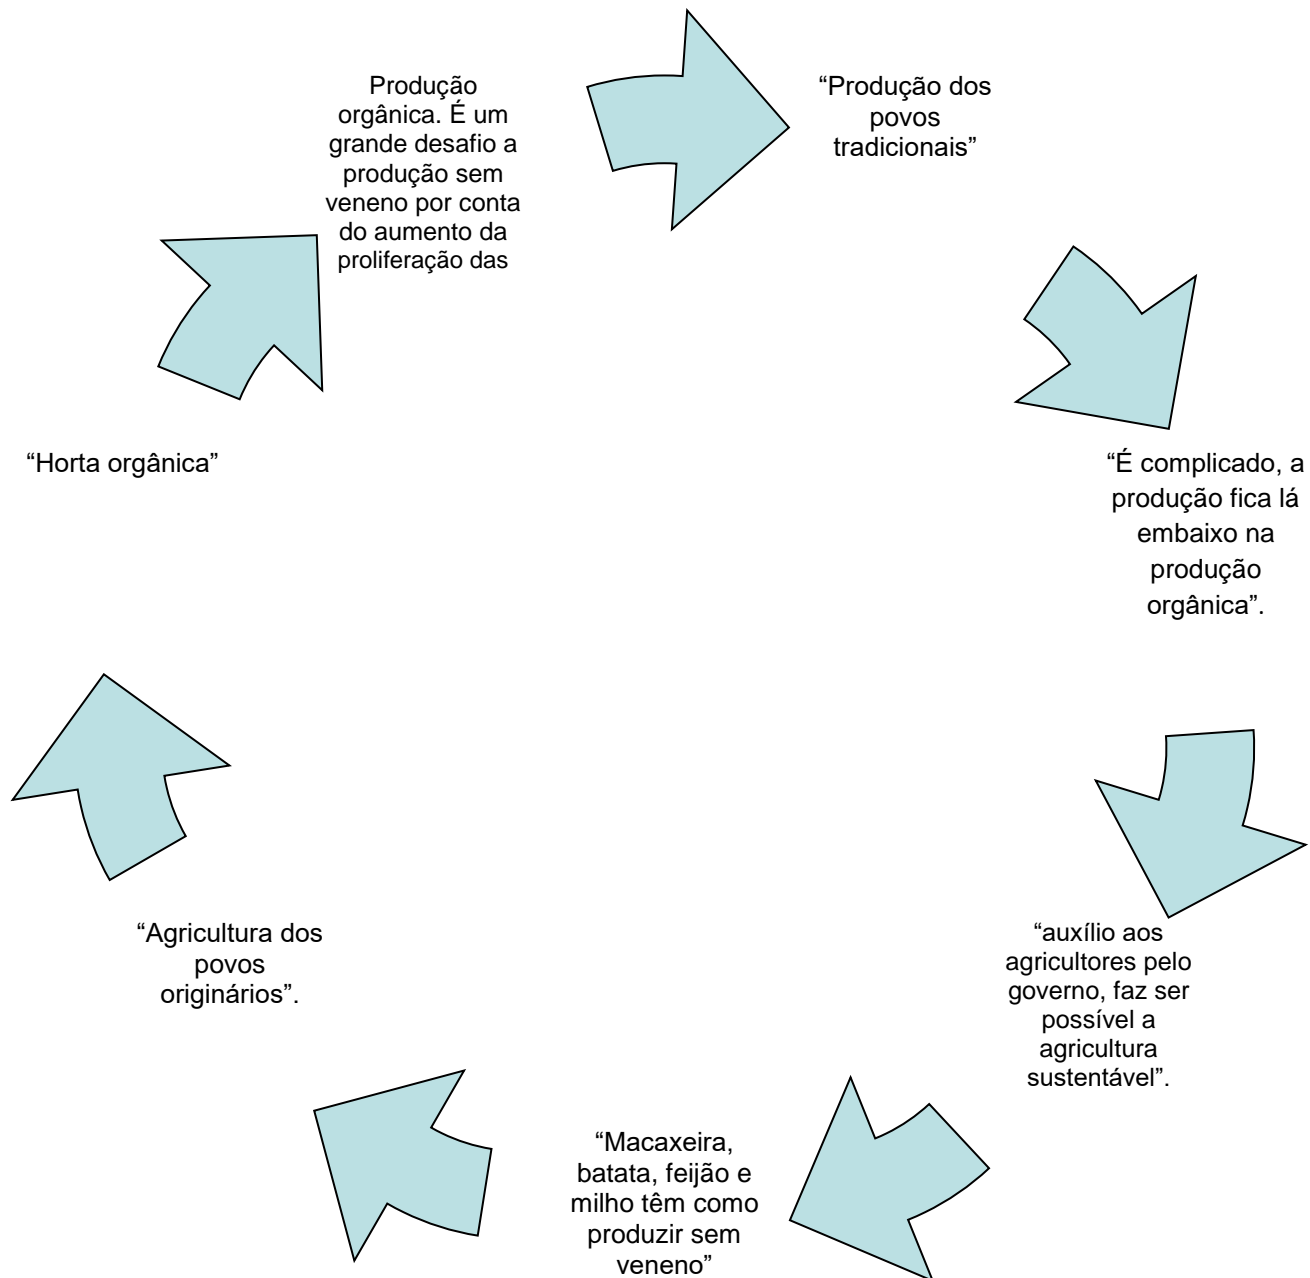 Produção
orgânica. É um
grande desafio a
produção sem
veneno por conta
do aumento da
proliferação das
“Produção dos
povos
tradicionais”
“É complicado, a
produção fica lá
embaixo na
produção
orgânica”.
“auxílio aos
agricultores pelo
governo, faz ser
possível a
agricultura
sustentável”.
“Macaxeira,
batata, feijão e
milho têm como
produzir sem
veneno”
“Agricultura dos
povos
originários”.
“Horta orgânica”